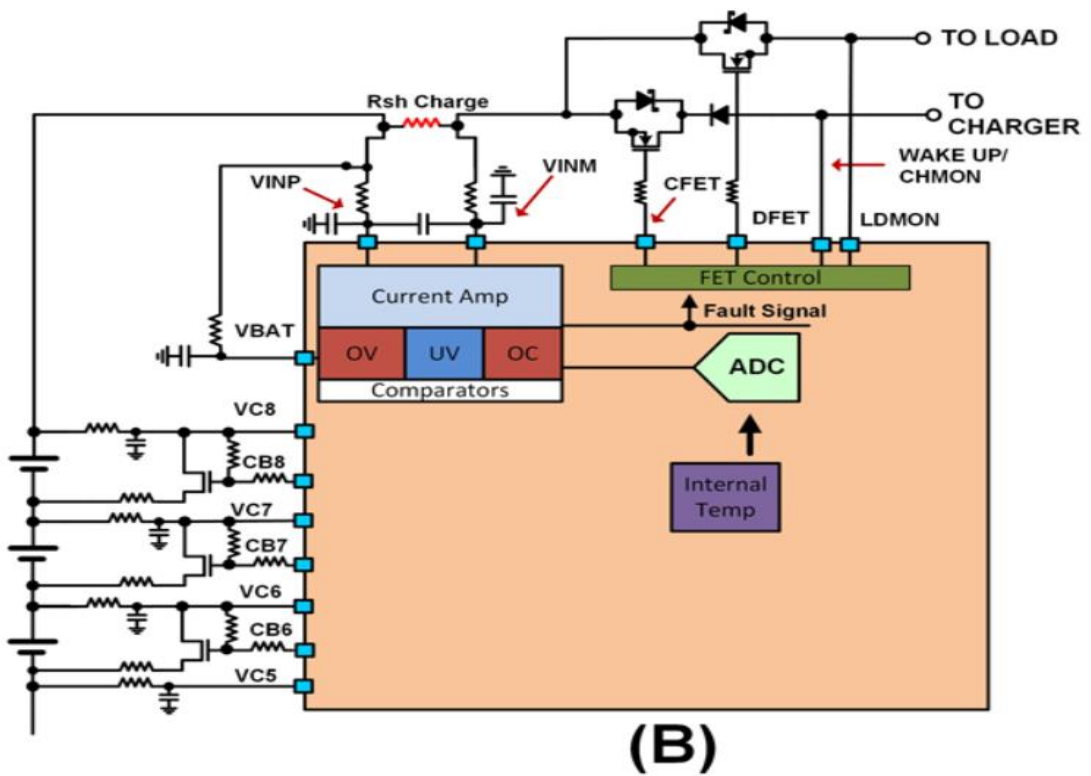 TO LOAD
Rsh Charge
TO
CHARGER
WAKE UP/
CHMON
VINM
VINP
CFET
DFET
LDMON
FET Control
Current Amp
Fault Signal
VBAT
OV
UV
OC
ADC
Comparators
VC8
CB8
Internal
Temp
VC7
CB7
VC6
CB6
VC5
(B)